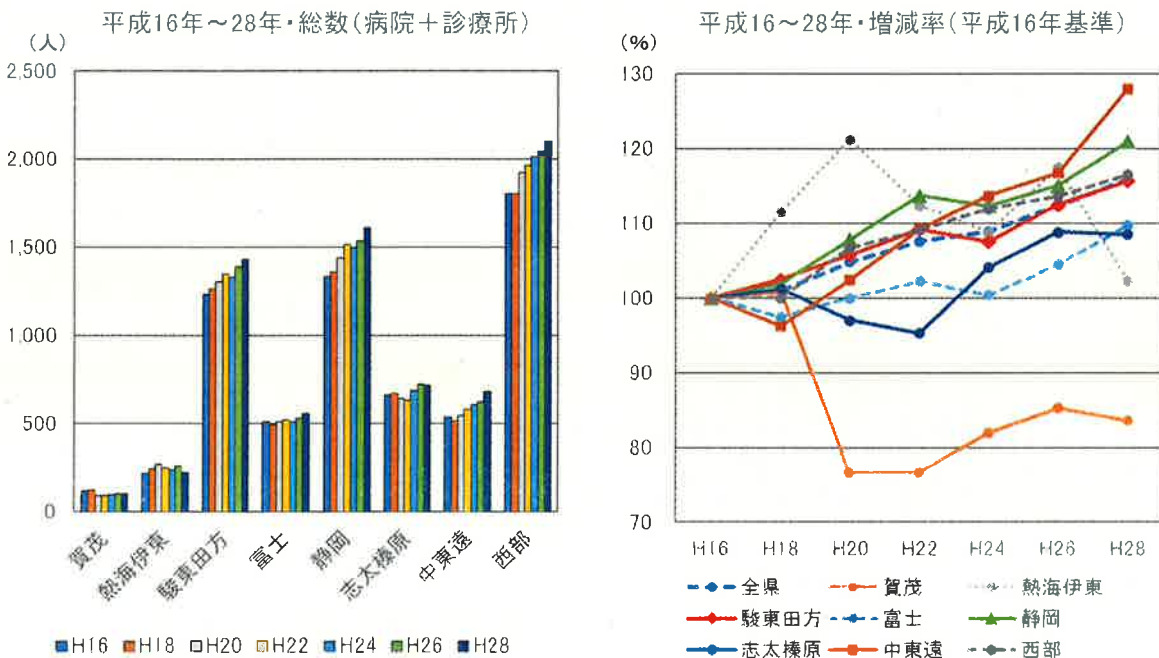 平成16年～28年・総数(病院＋診療所)
(人)
2,500
2,000
1,500
1,000
500
0
賀茂
熱海伊東
駿東田方
富士
静岡
志太榛原
中東遠
西部
H16 H18 H20 H22 H24 H26 H28
平成16～28年・増減率(平成16年基準)
(%)
130
120
110
100
90
80
70
H16 H18 H20 H22 H24 H26 H28
全県 賀茂 熱海伊東
駿東田方 富士 静岡
志太榛原 中東遠 西部